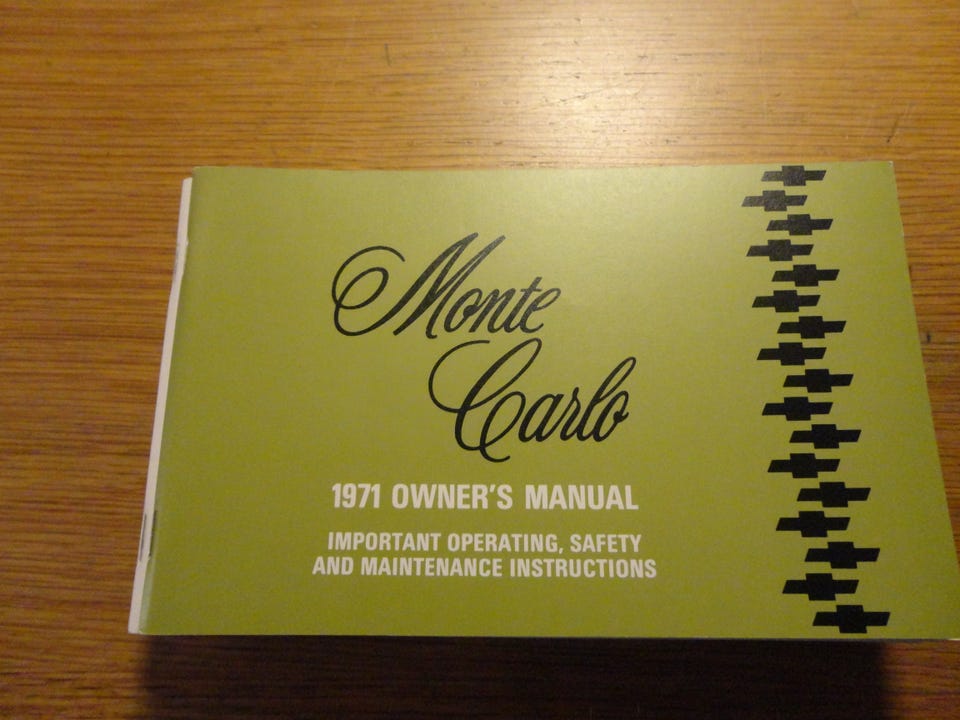 Monte
Carlo
1971 OWNER'S MANUAL
IMPORTANT OPERATING, SAFETY
AND MAINTENANCE INSTRUCTIONS